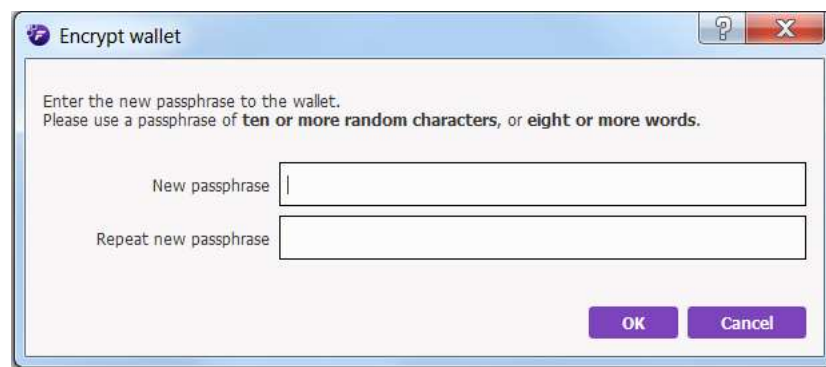 Encrypt wallet
Enter the new passphrase to the wallet.
Please use a passphrase of ten or more random characters, or eight or more words.
New passphrase
Repeat new passphrase
OK Cancel